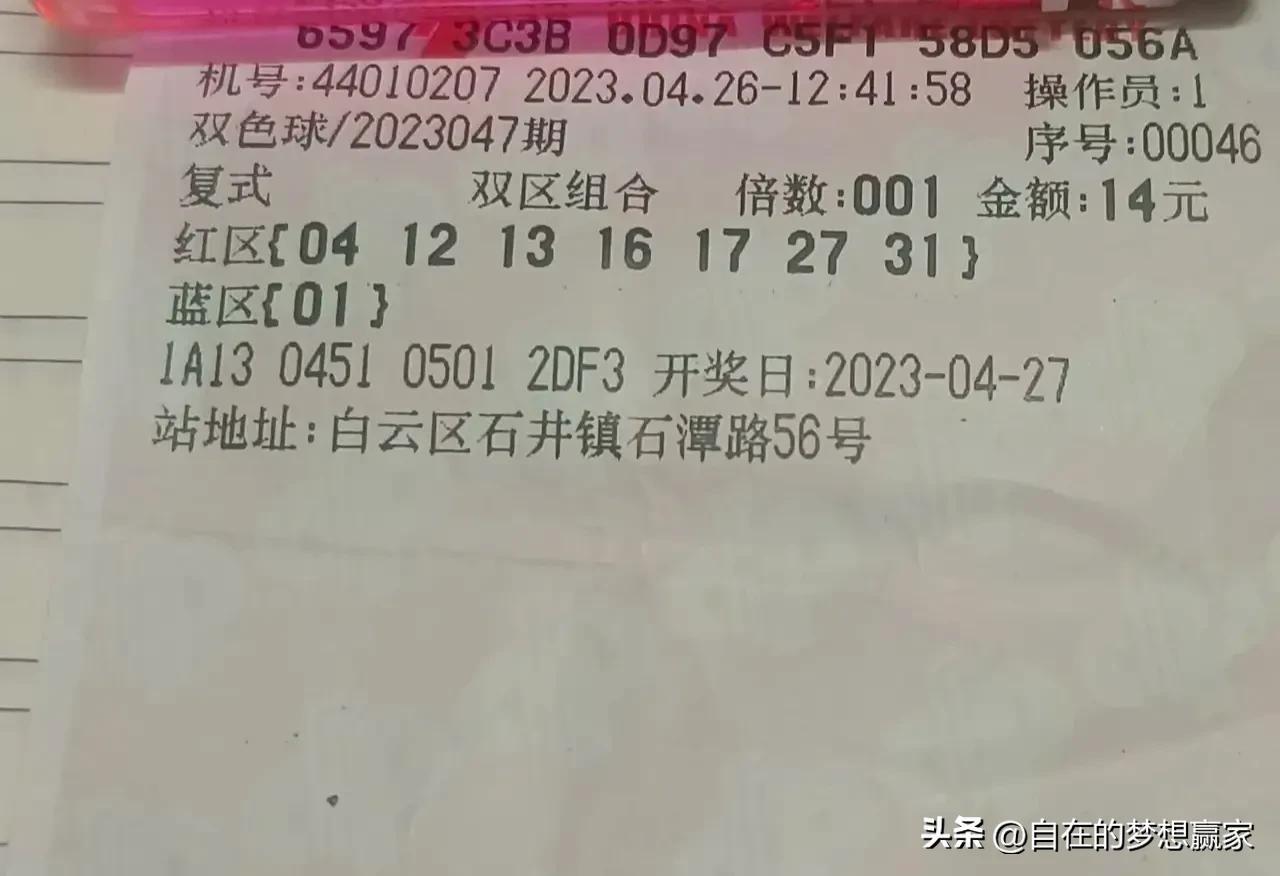 6597 3C3B 0D97 C5F1 58D5 056A
机号:44010207 2023.04.26-12:41:58 操作员:1
双色球/2023047期 序号:00046
复式 双区组合 倍数:001 金额:14元
红区{04 12 13 16 17 27 31}
蓝区{01}
1A13 0451 0501 2DF3 开奖日:2023-04-27
站地址:白云区石井镇石潭路56号
头条 @自在的梦想赢家